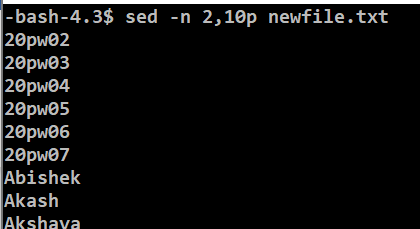 -bash-4.3$ sed -n 2,10p newfile.txt
20pw02
20pw03
20pw04
20pw05
20pw06
20pw07
Abishek
Akash
Akshaya